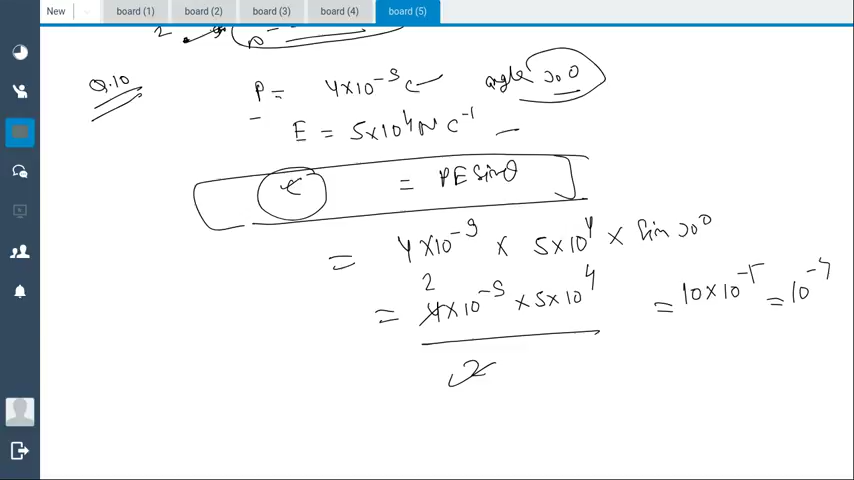 New board (1) board (2) board (3) board (4) board (5)
2
Q.10
P = 4×10⁻⁹ C angle 30°
E = 5×10⁴ N C⁻¹
τ = PE Sinθ
= 4×10⁻⁹ × 5×10⁴ × Sin 30°
2
= 4×10⁻⁹ × 5×10⁴ = 10×10⁻⁵ = 10⁻⁴
2